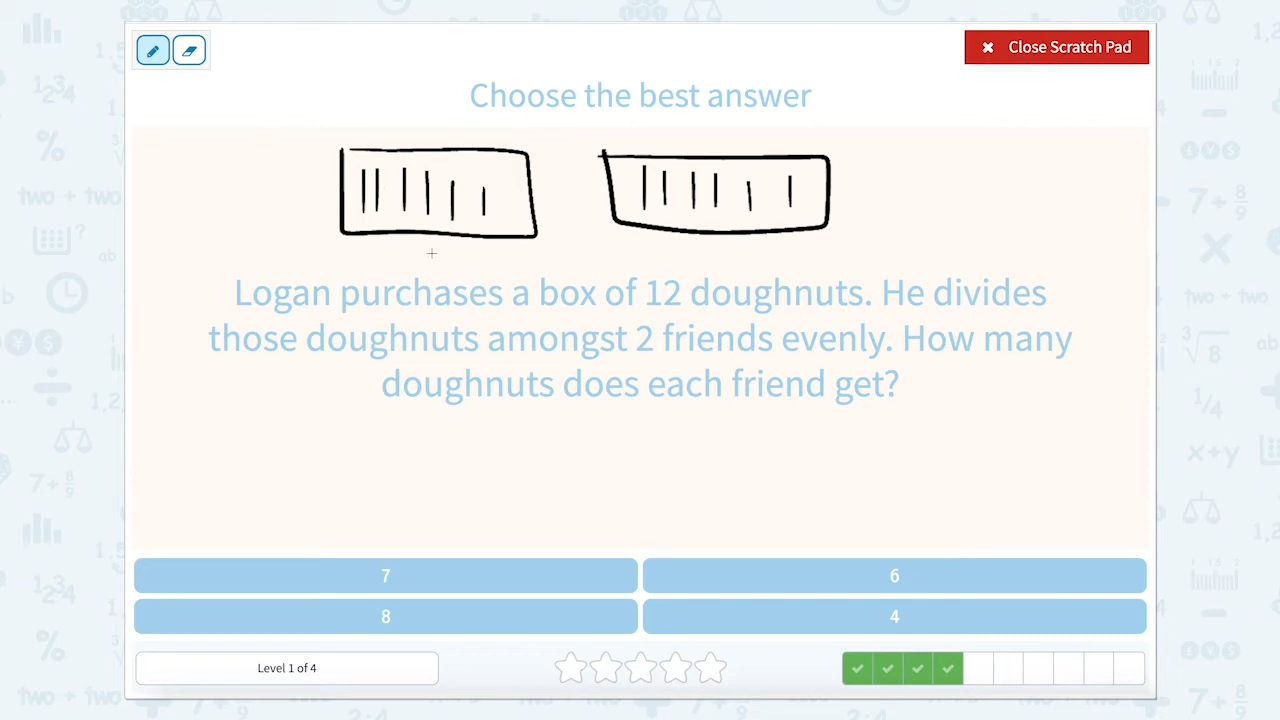 Close Scratch Pad
Choose the best answer
Logan purchases a box of 12 doughnuts. He divides
those doughnuts amongst 2 friends evenly. How many
doughnuts does each friend get?
7
6
8
4
Level 1 of 4